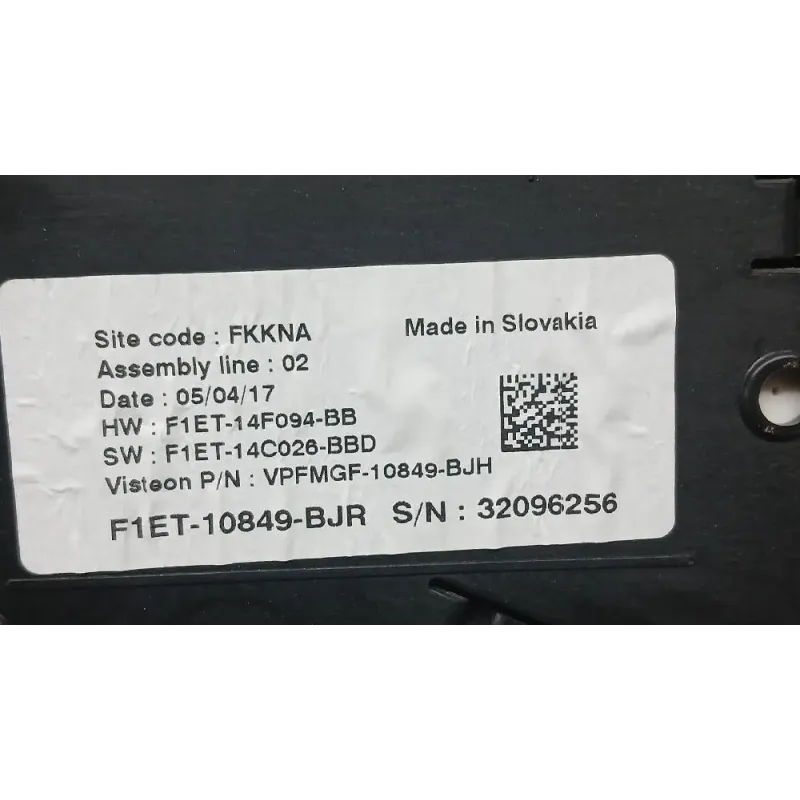 Site code : FKKNA
Made in Slovakia
Assembly line : 02
Date : 05/04/17
HW : F1ET-14F094-BB
SW : F1ET-14C026-BBD
Visteon P/N : VPFMGF-10849-BJH
F1ET-10849-BJR S/N : 32096256